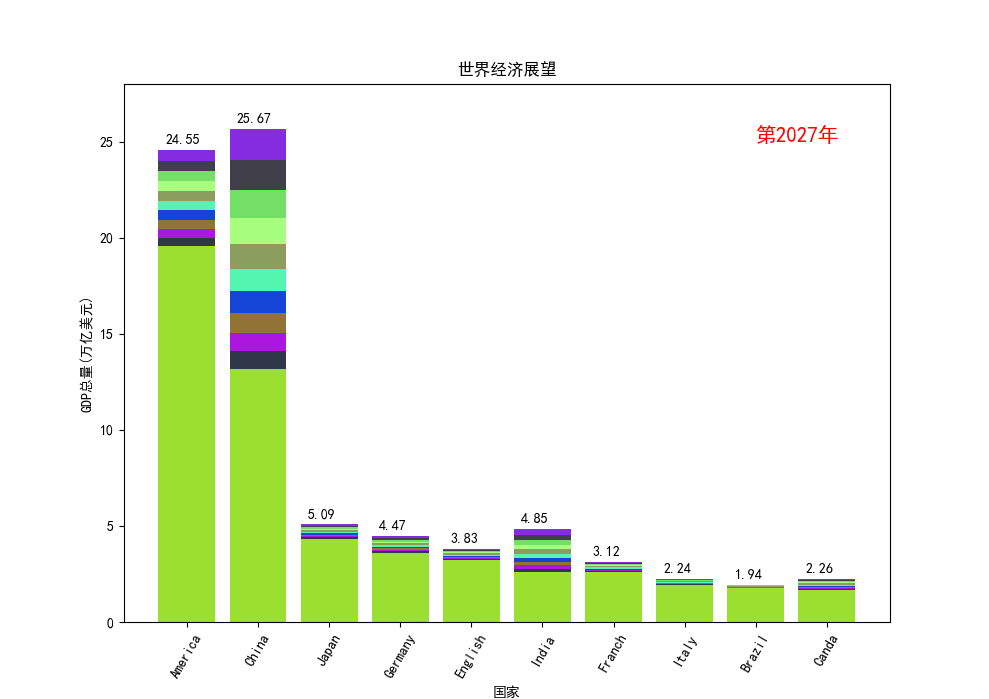 世界经济展望
第2027年
GDP总量(万亿美元)
25
20
15
10
5
0
24.55
25.67
5.09
4.47
3.83
4.85
3.12
2.24
1.94
2.26
America
China
Japan
Germany
English
India
Franch
Italy
Brazil
Canda
国家